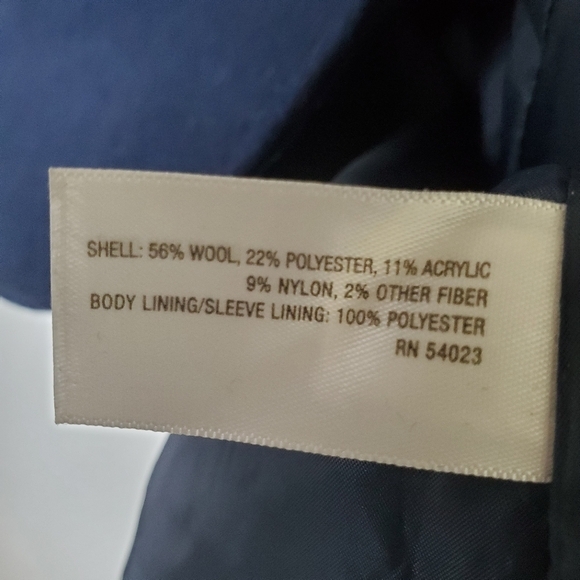 SHELL: 56% WOOL, 22% POLYESTER, 11% ACRYLIC
9% NYLON, 2% OTHER FIBER
BODY LINING/SLEEVE LINING: 100% POLYESTER
RN 54023